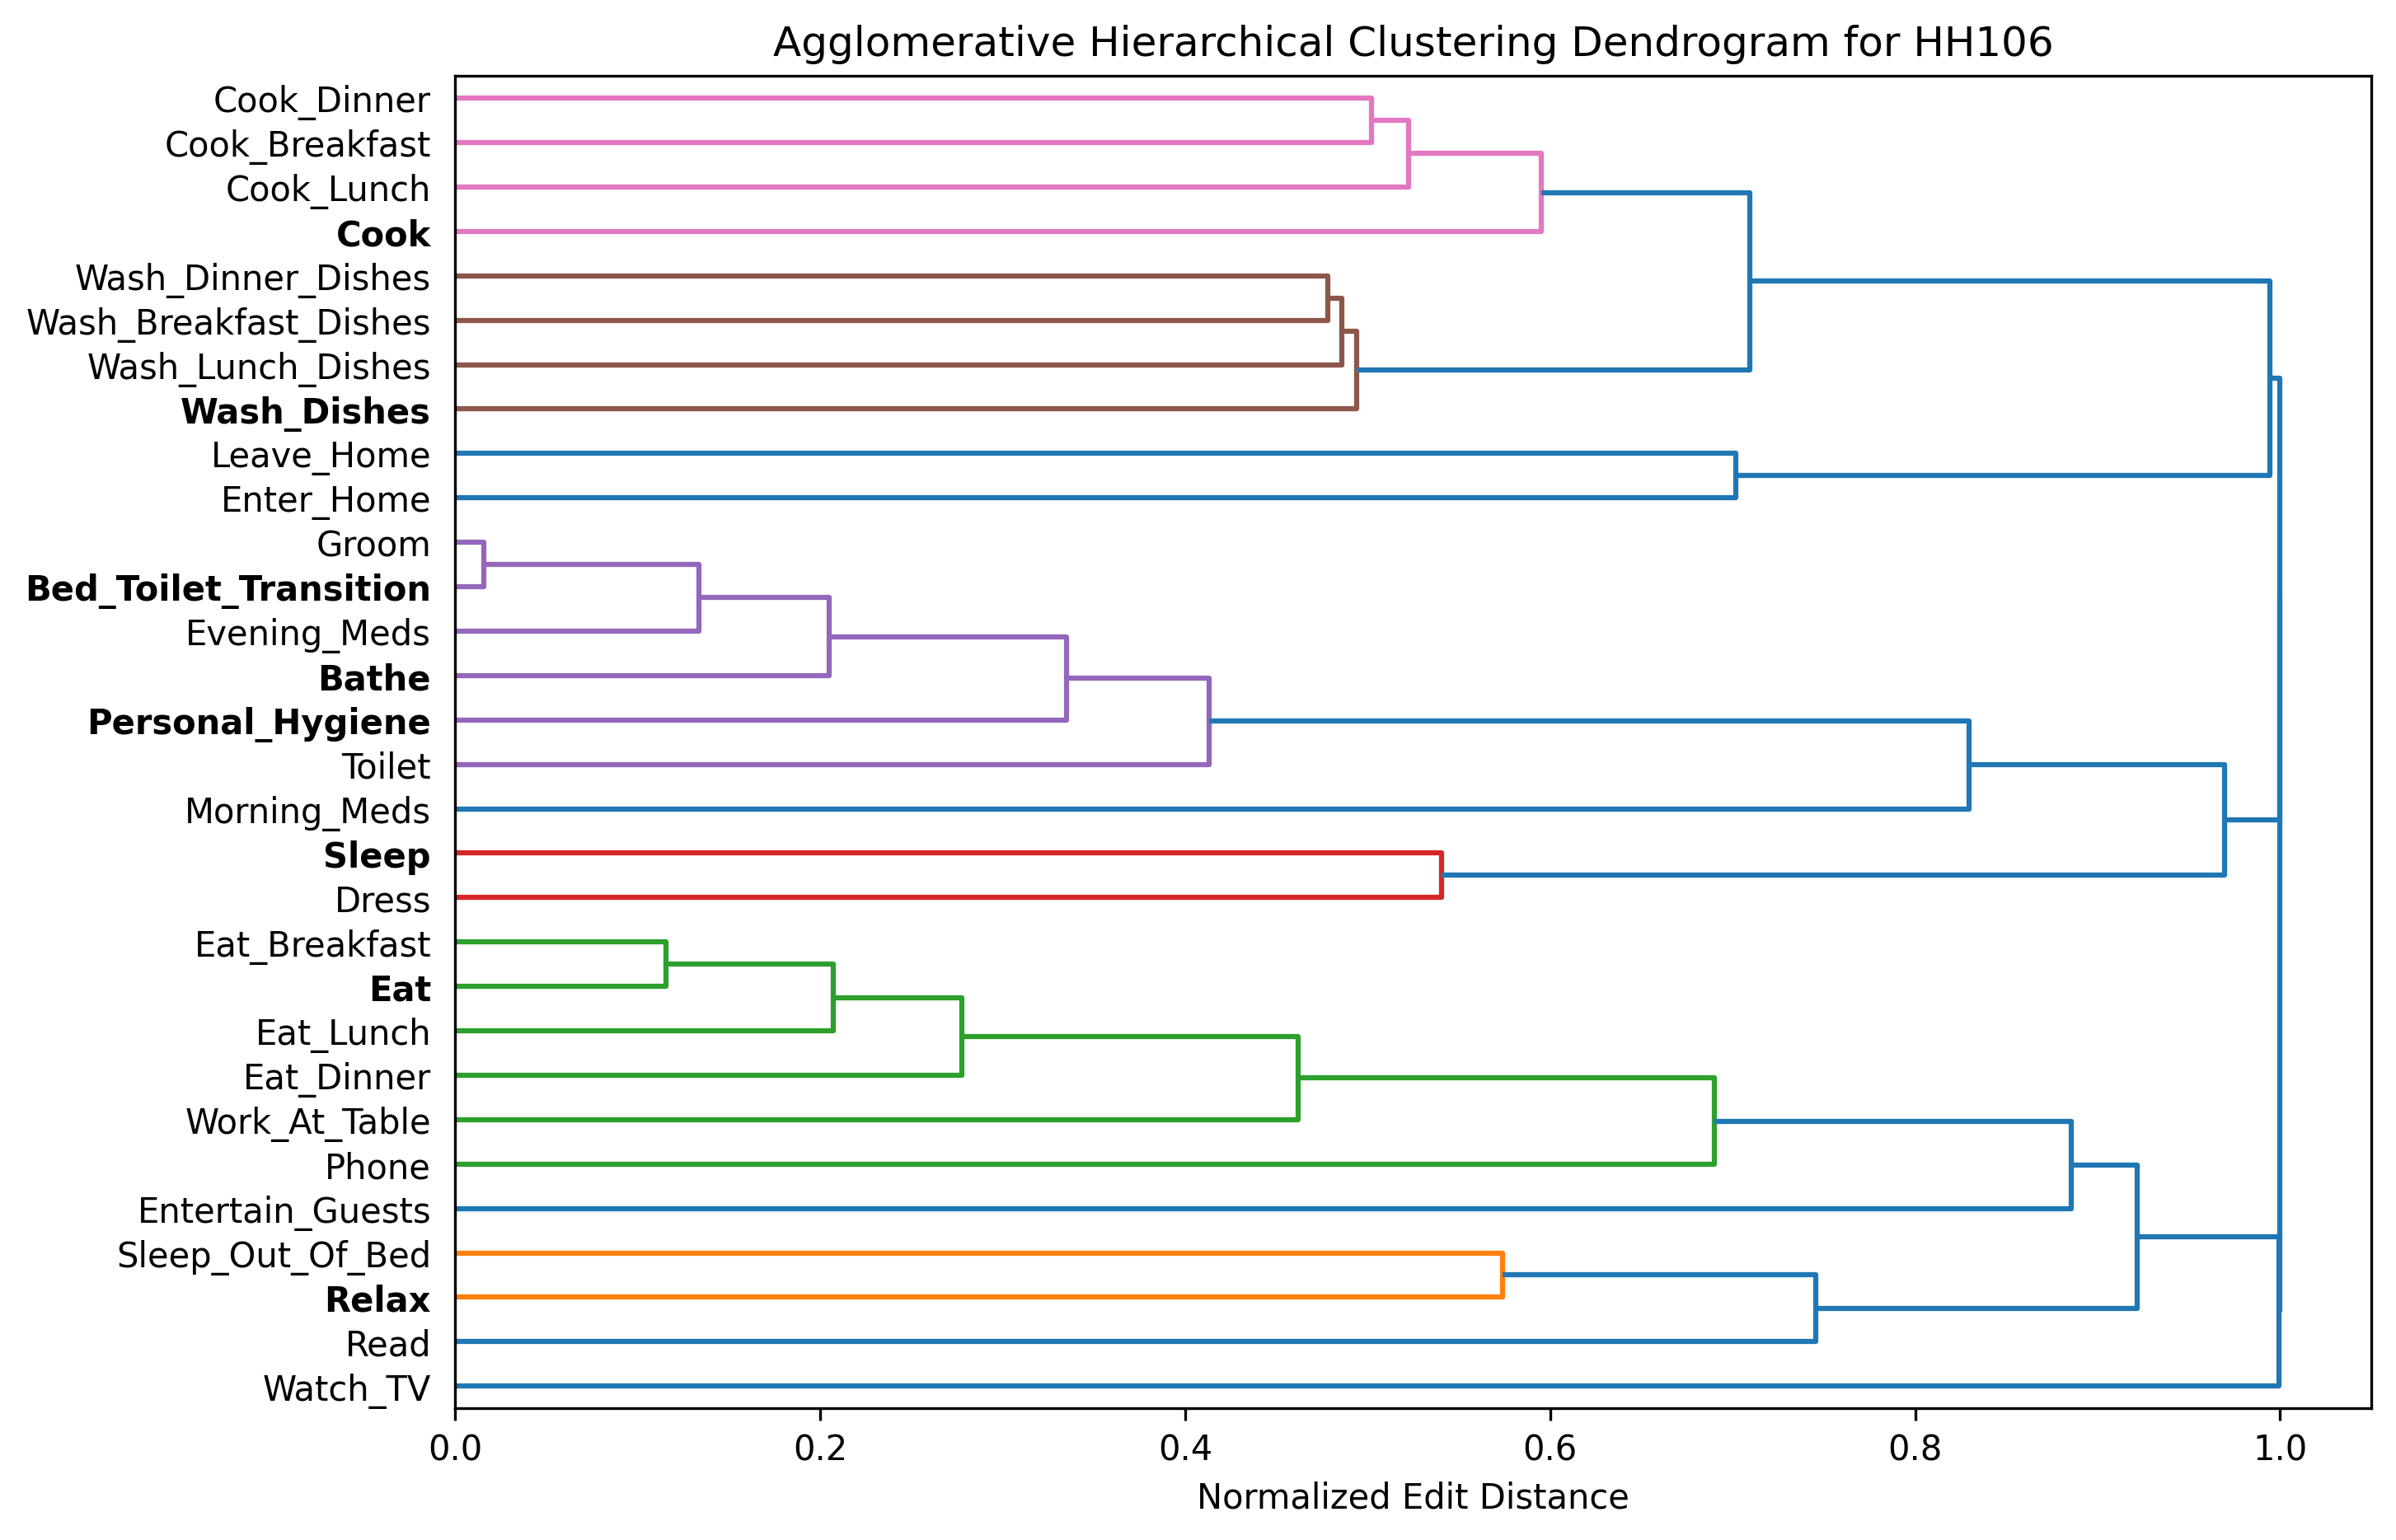 Agglomerative Hierarchical Clustering Dendrogram for HH106
Cook_Dinner
Cook_Breakfast
Cook_Lunch
Cook
Wash_Dinner_Dishes
Wash_Breakfast_Dishes
Wash_Lunch_Dishes
Wash_Dishes
Leave_Home
Enter_Home
Groom
Bed_Toilet_Transition
Evening_Meds
Bathe
Personal_Hygiene
Toilet
Morning_Meds
Sleep
Dress
Eat_Breakfast
Eat
Eat_Lunch
Eat_Dinner
Work_At_Table
Phone
Entertain_Guests
Sleep_Out_Of_Bed
Relax
Read
Watch_TV
0.0 0.2 0.4 0.6 0.8 1.0
Normalized Edit Distance